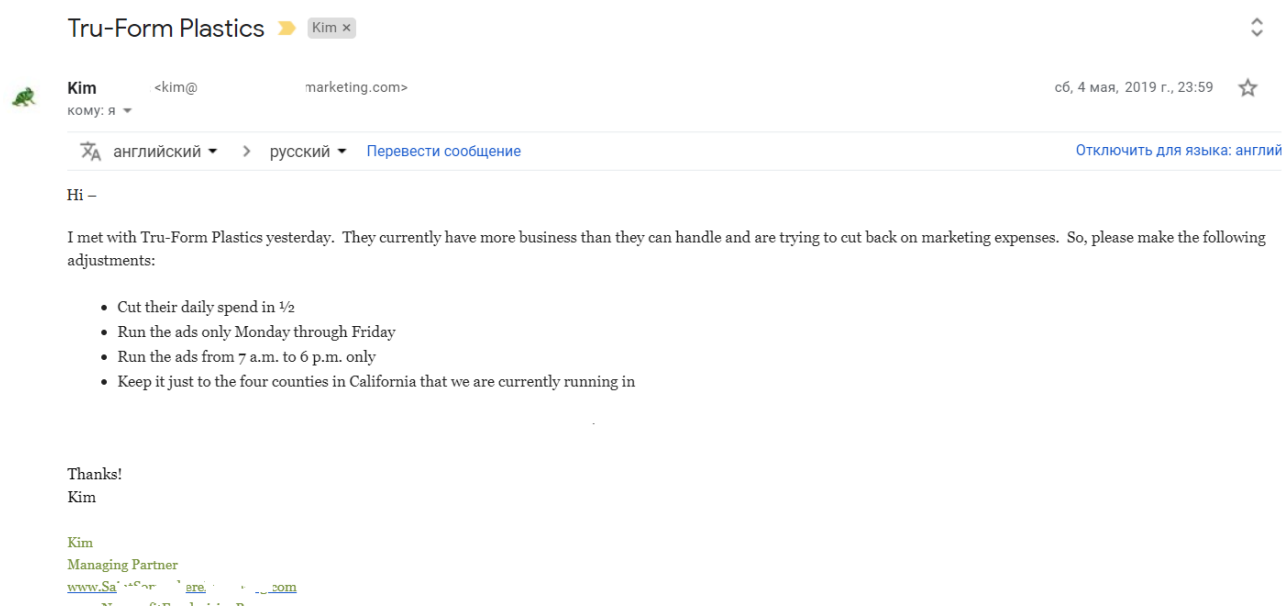 Tru-Form Plastics Kim ×
Kim <kim@ marketing.com> сб, 4 мая, 2019 г., 23:59
кому: я
английский > русский Перевести сообщение Отключить для языка: англий
Hi –
I met with Tru-Form Plastics yesterday. They currently have more business than they can handle and are trying to cut back on marketing expenses. So, please make the following
adjustments:
• Cut their daily spend in ½
• Run the ads only Monday through Friday
• Run the ads from 7 a.m. to 6 p.m. only
• Keep it just to the four counties in California that we are currently running in
Thanks!
Kim
Kim
Managing Partner